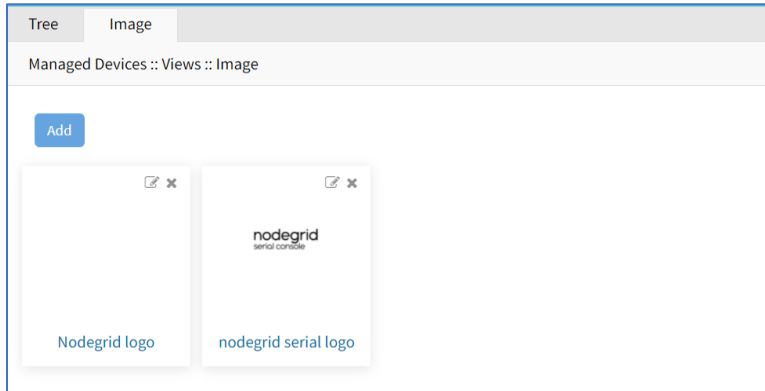 Tree Image
Managed Devices :: Views :: Image
Add
nodegrid
serial console
Nodegrid logo nodegrid serial logo